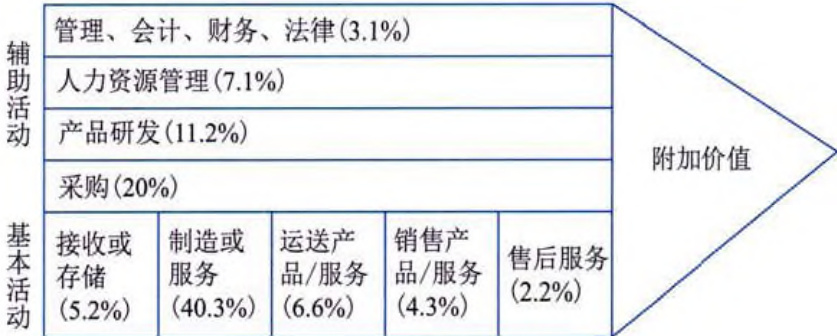 辅助活动
管理、会计、财务、法律(3.1%)
人力资源管理(7.1%)
产品研发(11.2%)
采购(20%)
附加价值
基本活动
接收或
存储
(5.2%)
制造或
服务
(40.3%)
运送产
品/服务
(6.6%)
销售产
品/服务
(4.3%)
售后服务
(2.2%)